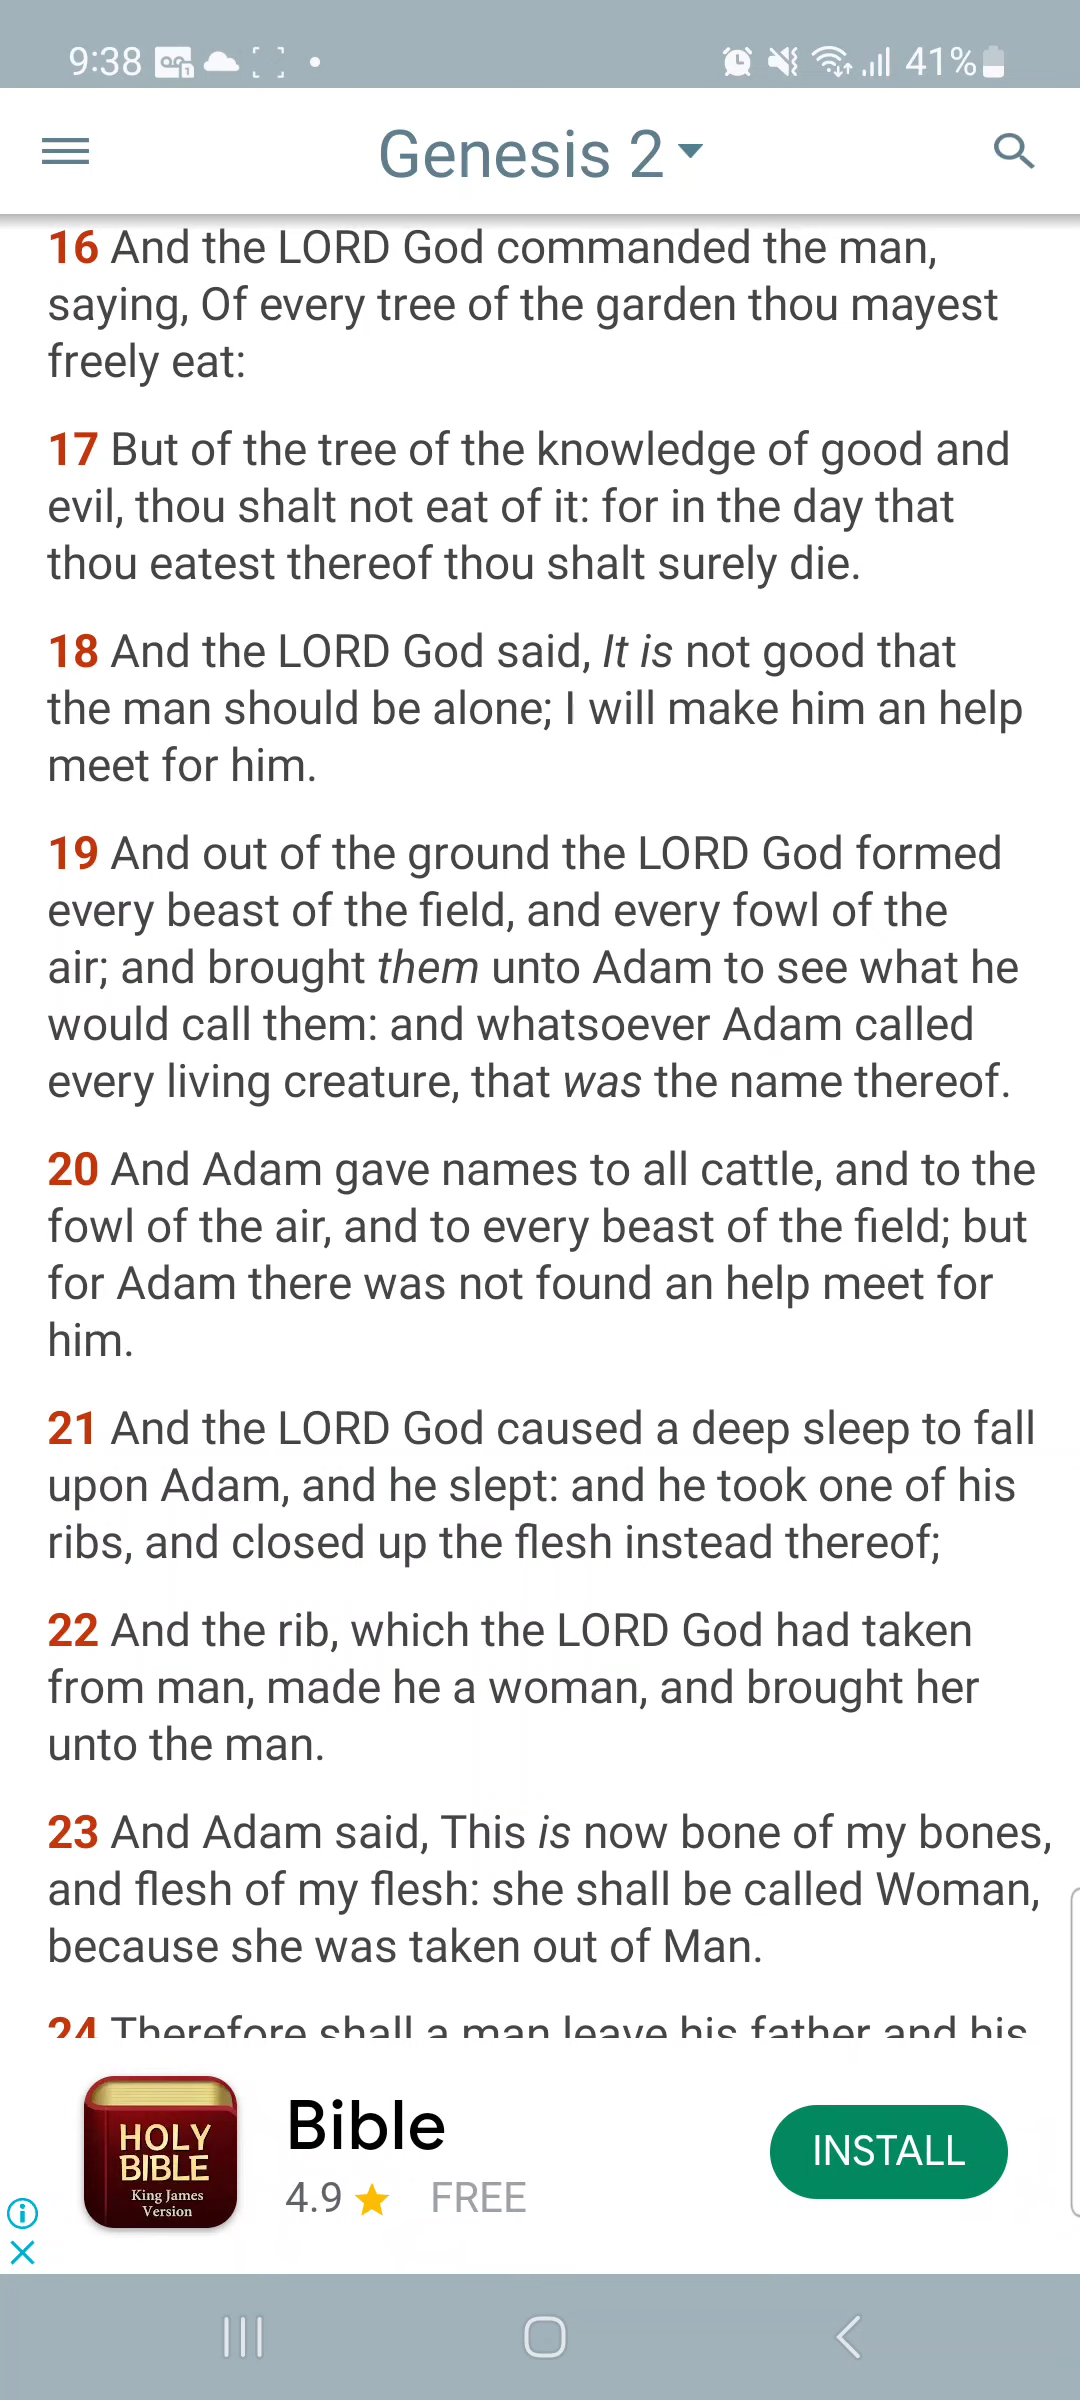 9:38
41%
Genesis 2
16 And the LORD God commanded the man,
saying, Of every tree of the garden thou mayest
freely eat:
17 But of the tree of the knowledge of good and
evil, thou shalt not eat of it: for in the day that
thou eatest thereof thou shalt surely die.
18 And the LORD God said, It is not good that
the man should be alone; I will make him an help
meet for him.
19 And out of the ground the LORD God formed
every beast of the field, and every fowl of the
air; and brought them unto Adam to see what he
would call them: and whatsoever Adam called
every living creature, that was the name thereof.
20 And Adam gave names to all cattle, and to the
fowl of the air, and to every beast of the field; but
for Adam there was not found an help meet for
him.
21 And the LORD God caused a deep sleep to fall
upon Adam, and he slept: and he took one of his
ribs, and closed up the flesh instead thereof;
22 And the rib, which the LORD God had taken
from man, made he a woman, and brought her
unto the man.
23 And Adam said, This is now bone of my bones,
and flesh of my flesh: she shall be called Woman,
because she was taken out of Man.
24 Therefore shall a man leave his father and his
HOLY
BIBLE
King James
Version
Bible
4.9 ★ FREE
INSTALL